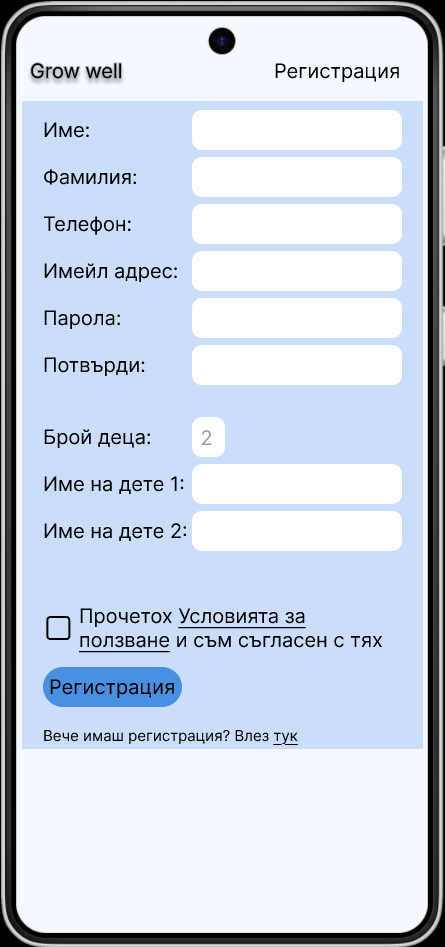 Grow well
Регистрация
Име:
Фамилия:
Телефон:
Имейл адрес:
Парола:
Потвърди:
Брой деца: 2
Име на дете 1:
Име на дете 2:
Прочетох Условията за
ползване и съм съгласен с тях
Регистрация
Вече имаш регистрация? Влез тук